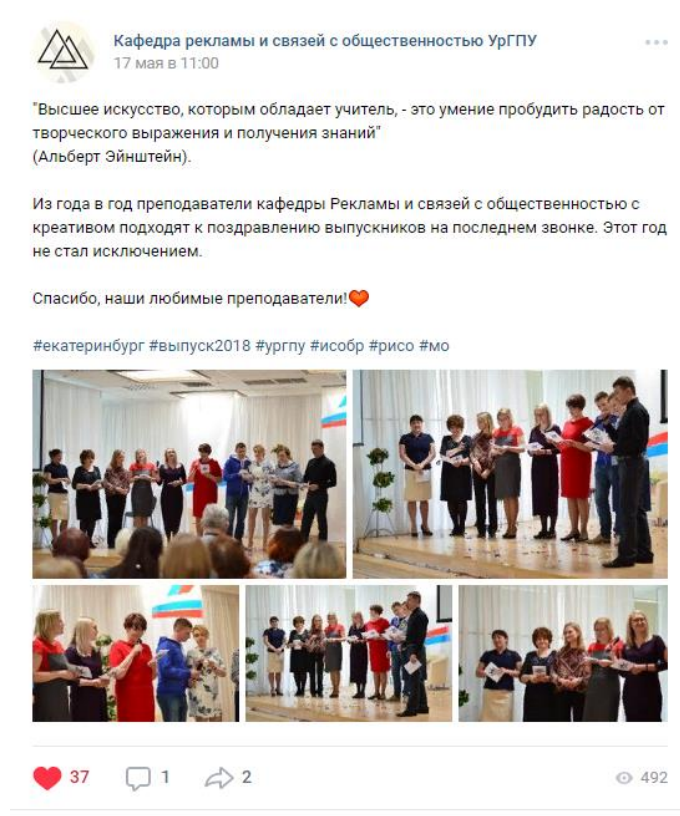 Кафедра рекламы и связей с общественностью УрГПУ
17 мая в 11:00
"Высшее искусство, которым обладает учитель, - это умение пробудить радость от
творческого выражения и получения знаний"
(Альберт Эйнштейн).
Из года в год преподаватели кафедры Рекламы и связей с общественностью с
креативом подходят к поздравлению выпускников на последнем звонке. Этот год
не стал исключением.
Спасибо, наши любимые преподаватели!
#екатеринбург #выпуск2018 #ургпу #исобр #рисо #мо
37
1
2
492